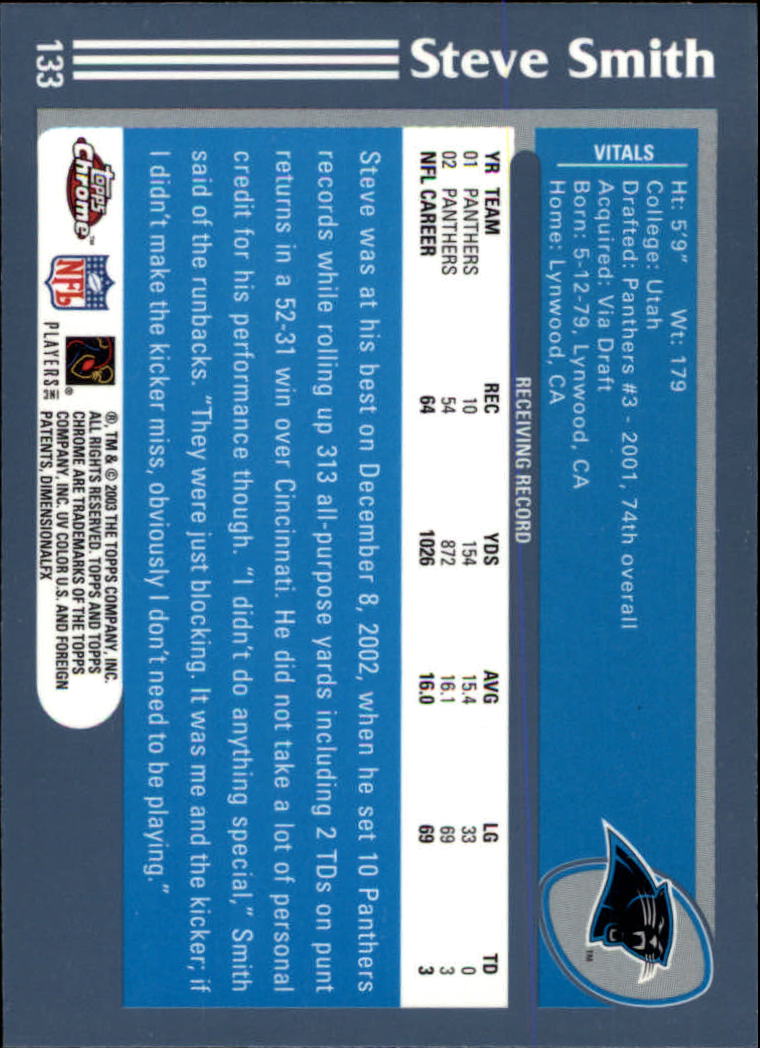 133
Steve Smith
VITALS
Ht: 5'9" Wt: 179
College: Utah
Drafted: Panthers #3 - 2001, 74th overall
Acquired: Via Draft
Born: 5-12-79, Lynwood, CA
Home: Lynwood, CA
TM
RECEIVING RECORD
YR TEAM REC YDS AVG LG TD
01 PANTHERS 10 154 15.4 33 0
02 PANTHERS 54 872 16.1 69 3
NFL CAREER 64 1026 16.0 69 3
Steve was at his best on December 8, 2002, when he set 10 Panthers
records while rolling up 313 all-purpose yards including 2 TDs on punt
returns in a 52-31 win over Cincinnati. He did not take a lot of personal
credit for his performance though. "I didn't do anything special," Smith
said of the runbacks. "They were just blocking. It was me and the kicker; if
I didn't make the kicker miss, obviously I don't need to be playing."
Topps
Chrome™
NFL
PLAYERS INC
®, TM & © 2003 THE TOPPS COMPANY, INC.
ALL RIGHTS RESERVED. TOPPS AND TOPPS
CHROME ARE TRADEMARKS OF THE TOPPS
COMPANY, INC. UV COLOR U.S. AND FOREIGN
PATENTS, DIMENSIONALFX